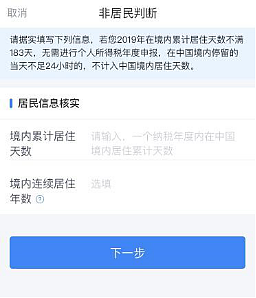 取消 非居民判断
请据实填写下列信息，若您2019年在境内累计居住天数不满
183天，无需进行个人所得税年度申报，在中国境内停留的
当天不足24小时的，不计入中国境内居住天数。
居民信息核实
境内累计居住 请输入，一个纳税年度内在中国
天数 境内居住累计天数
境内连续居住 选填
年数 ?
下一步